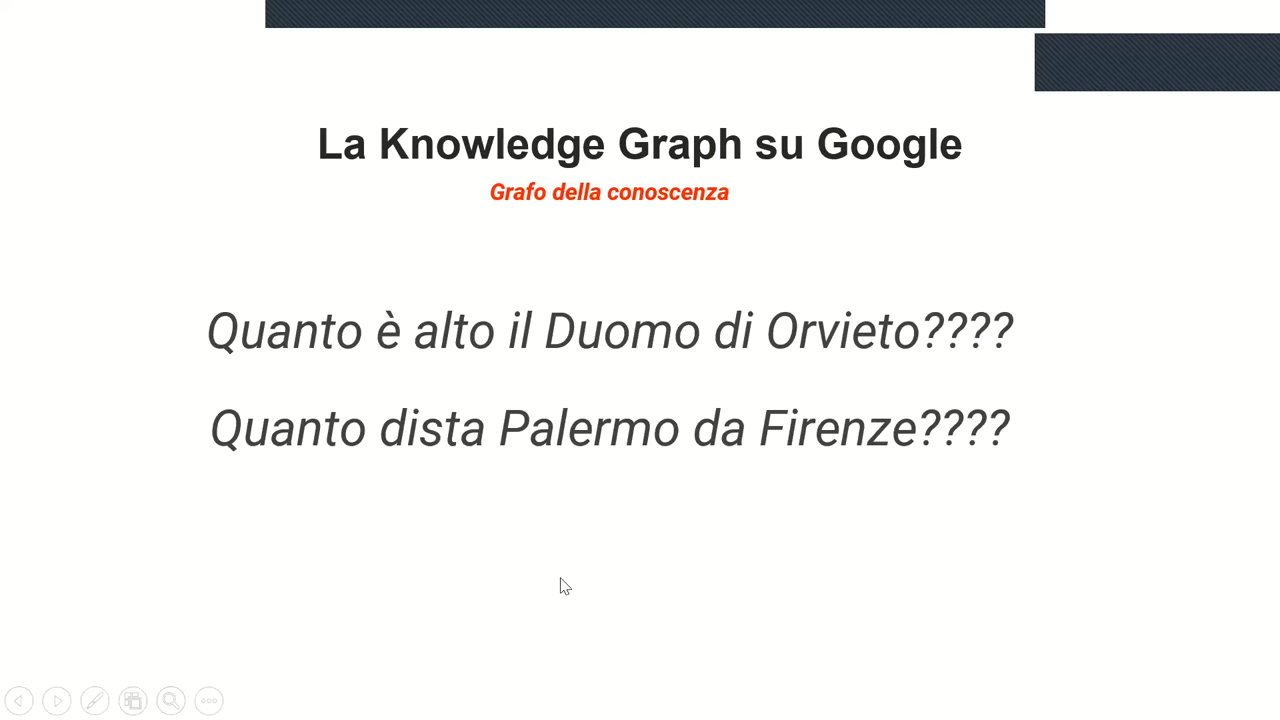 La Knowledge Graph su Google
Grafo della conoscenza
Quanto è alto il Duomo di Orvieto????
Quanto dista Palermo da Firenze????